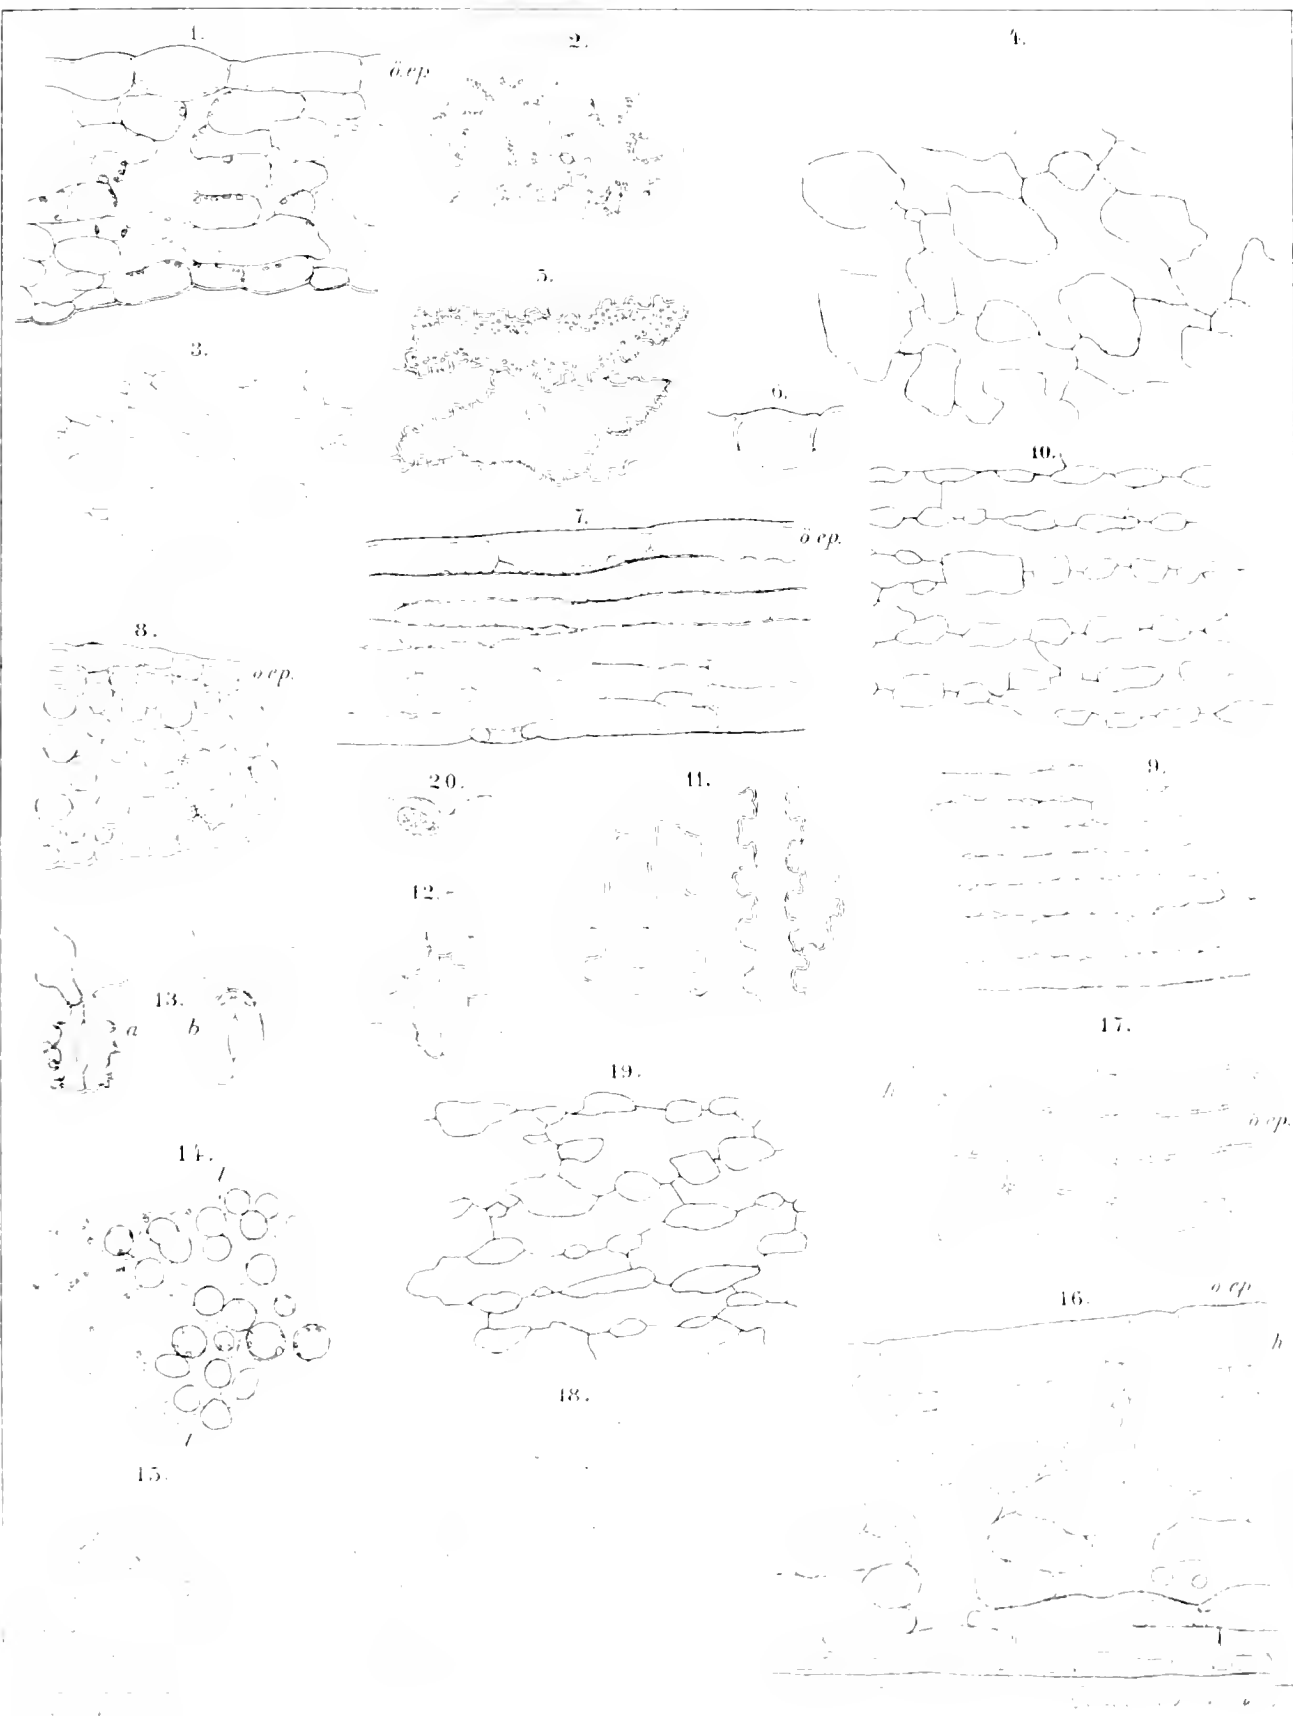 1.
ö.ep.
2.
4.
3.
5.
6.
7.
ö ep.
10.
8.
ö ep.
20.
11.
9.
12.
13.
a
b
17.
h
ö ep.
19.
14.
l
l
16.
ö ep.
h
18.
15.